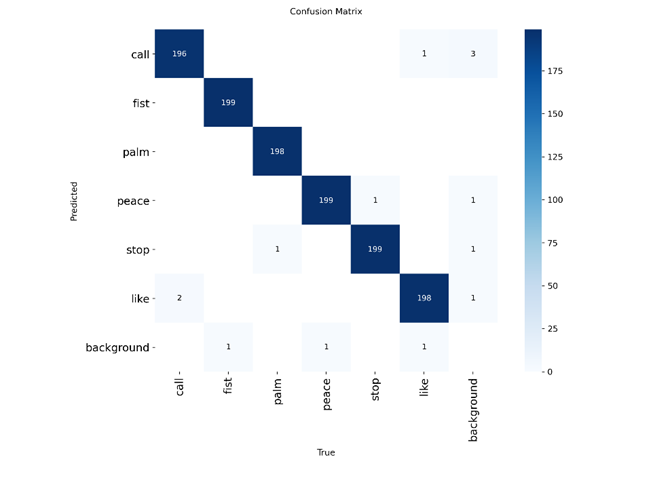 Confusion Matrix
call 196 1 3
fist 199
palm 198
peace 199 1 1
stop 1 199 1
like 2 198 1
background 1 1 1
call fist palm peace stop like background
True
Predicted
175
150
125
100
75
50
25
0